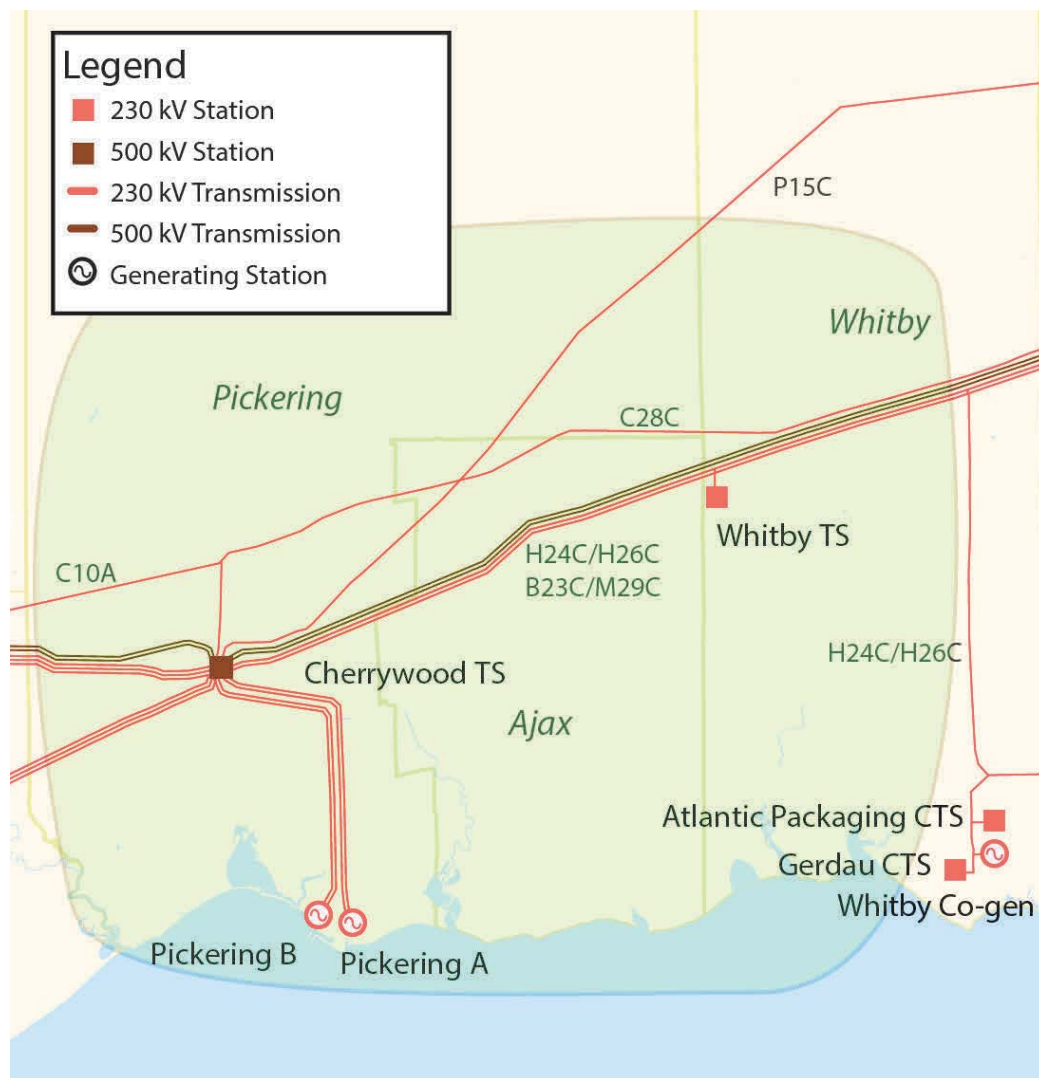 Legend
230 kV Station
500 kV Station
230 kV Transmission
500 kV Transmission
Generating Station
P15C
Whitby
Pickering
C28C
Whitby TS
H24C/H26C
B23C/M29C
C10A
H24C/H26C
Cherrywood TS
Ajax
Atlantic Packaging CTS
Gerdau CTS
Whitby Co-gen
Pickering B
Pickering A